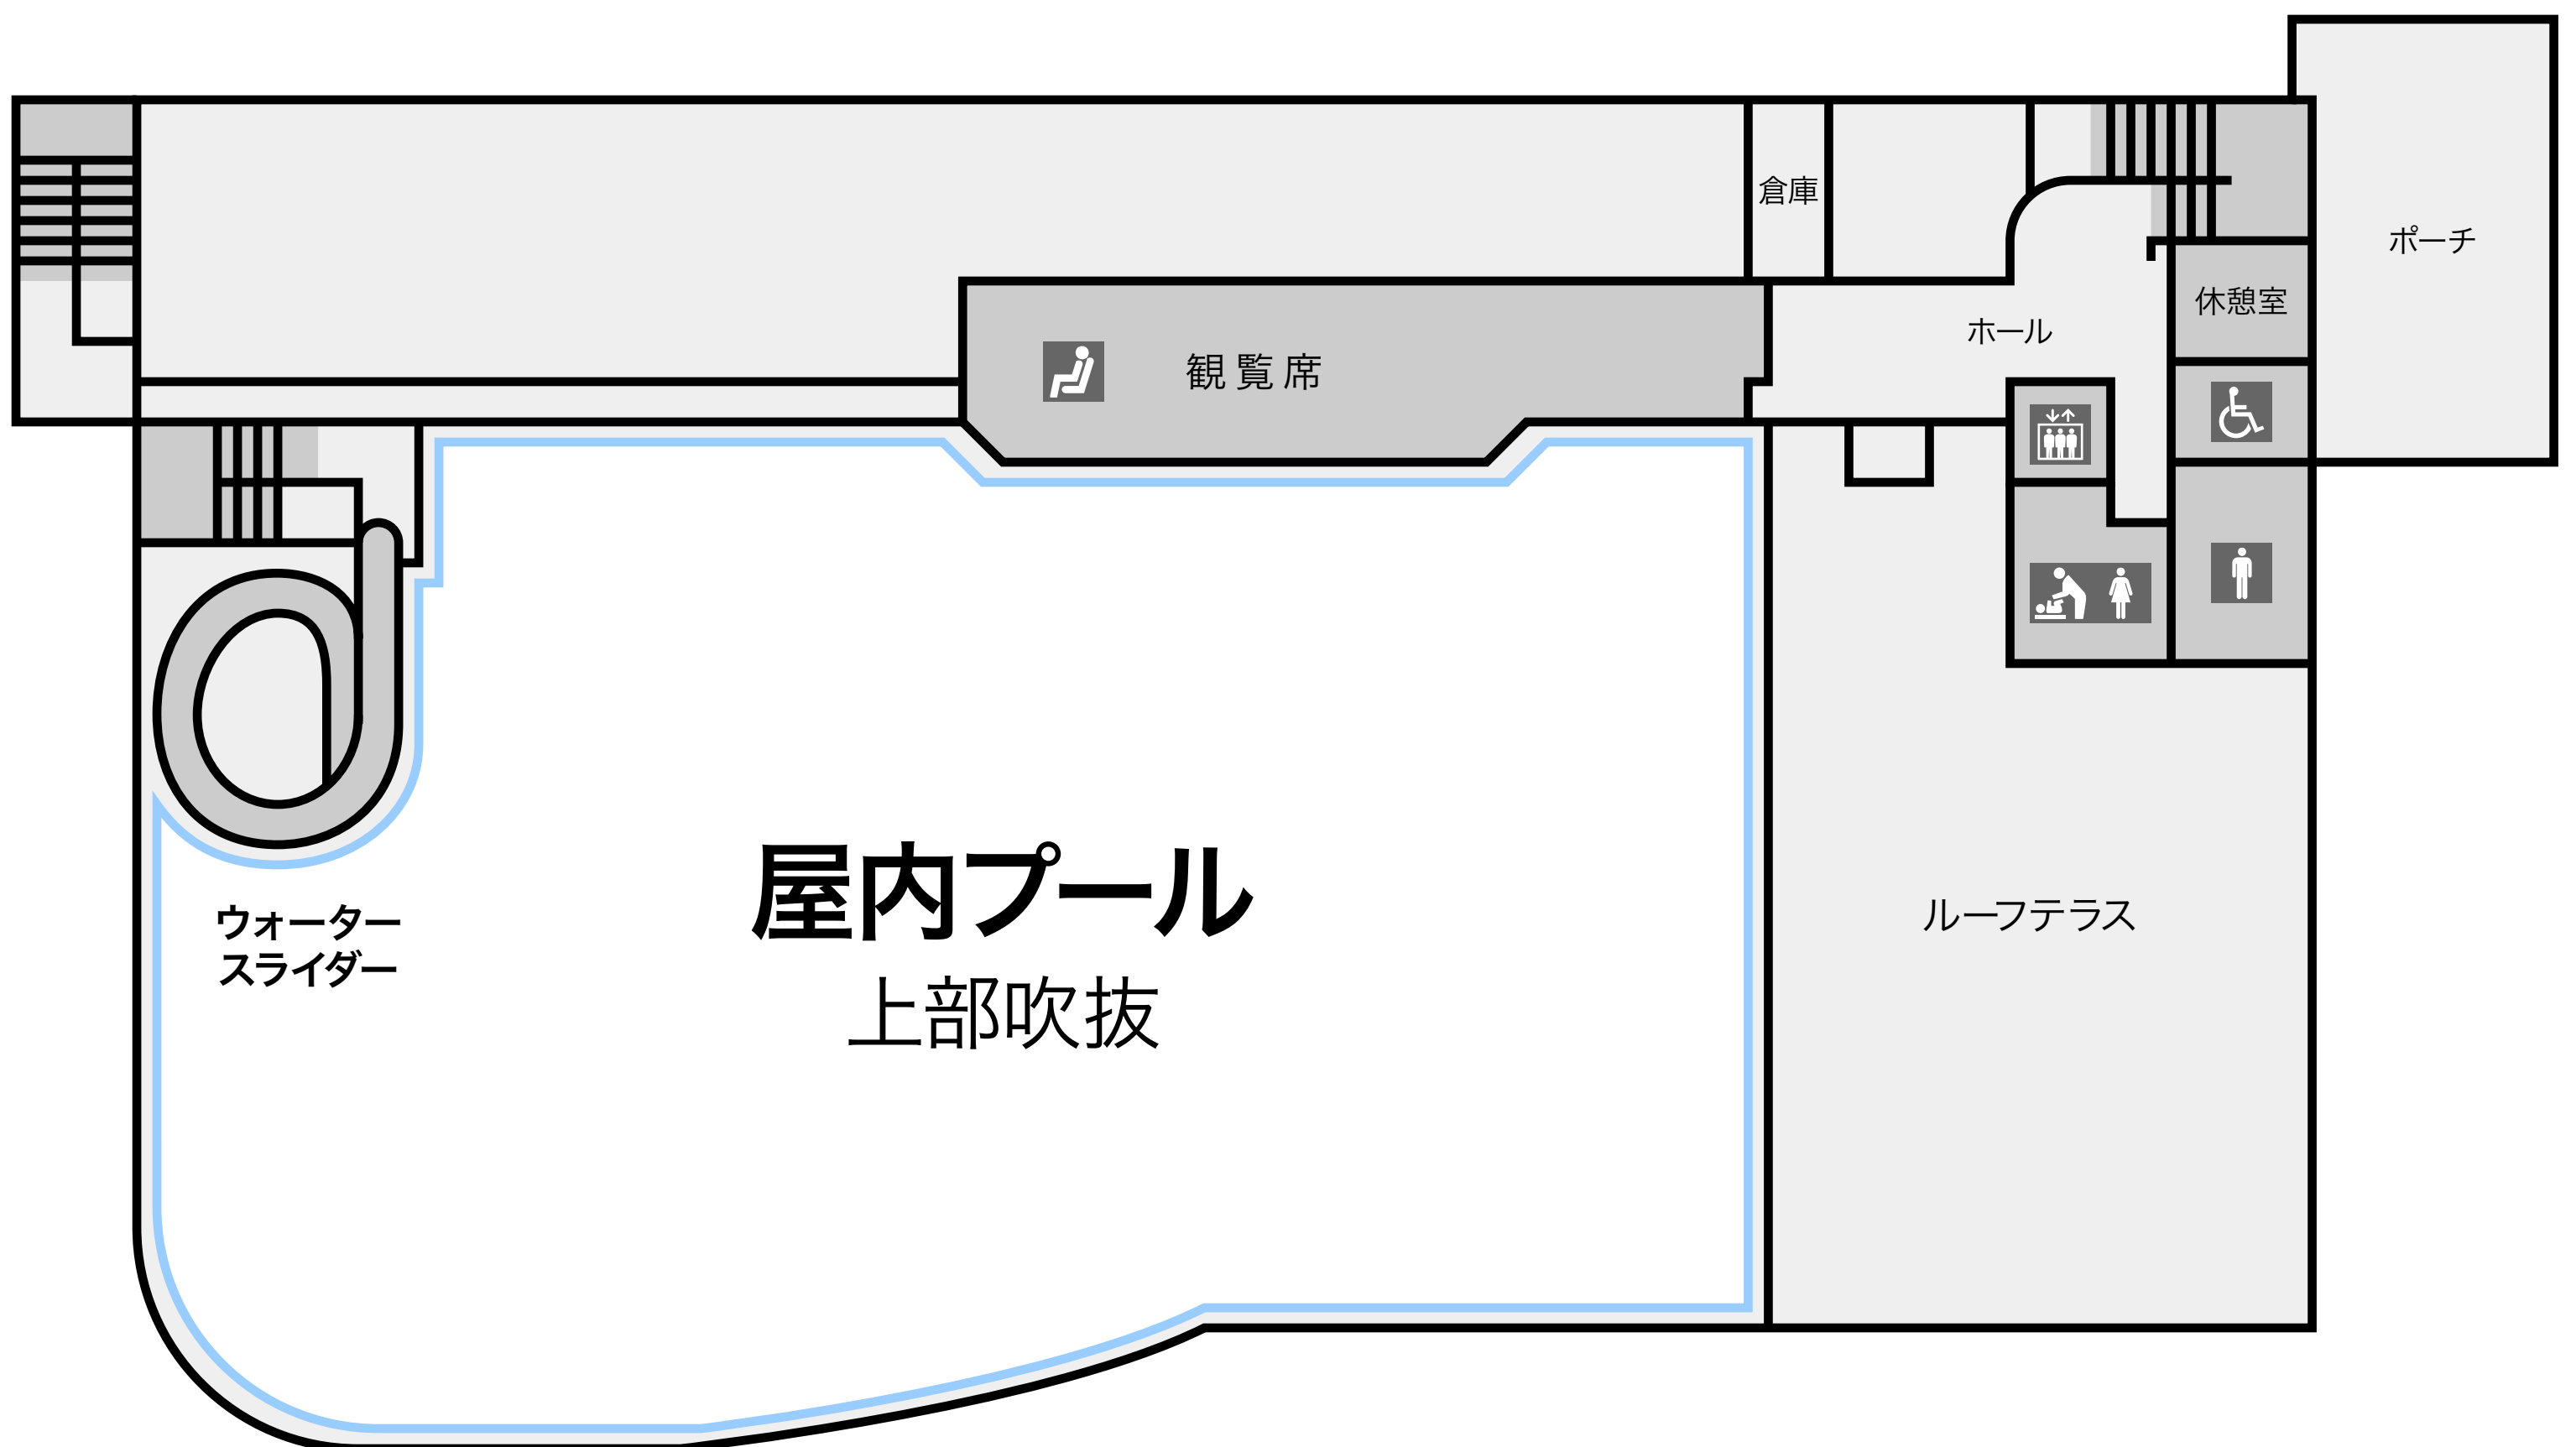 倉庫
ポーチ
休憩室
ホール
観覧席
屋内プール
上部吹抜
ウォーター
スライダー
ルーフテラス